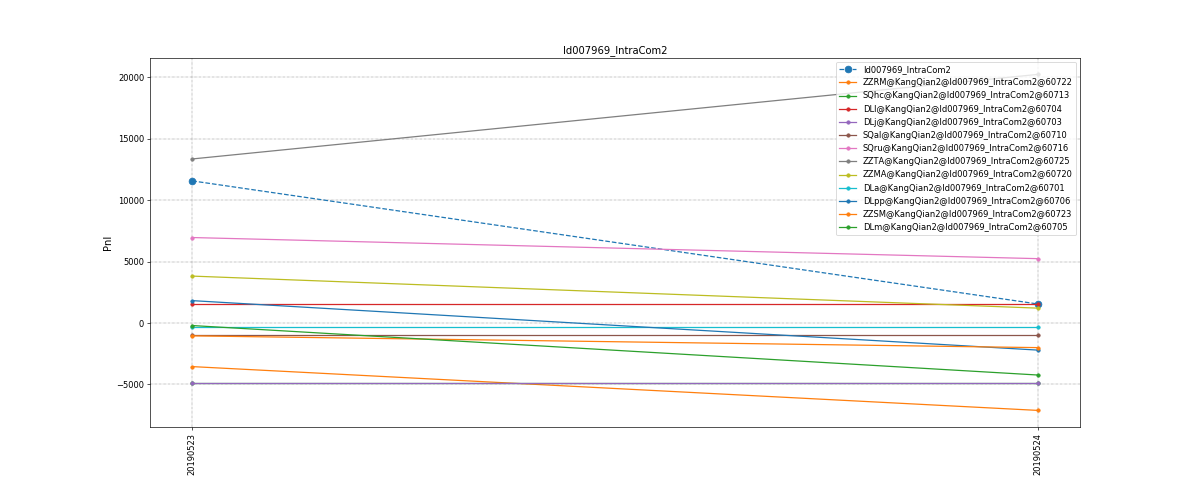 Id007969_IntraCom2
Pnl
20000
15000
10000
5000
0
−5000
20190523
20190524
Id007969_IntraCom2
ZZRM@KangQian2@Id007969_IntraCom2@60722
SQhc@KangQian2@Id007969_IntraCom2@60713
DLl@KangQian2@Id007969_IntraCom2@60704
DLj@KangQian2@Id007969_IntraCom2@60703
SQal@KangQian2@Id007969_IntraCom2@60710
SQru@KangQian2@Id007969_IntraCom2@60716
ZZTA@KangQian2@Id007969_IntraCom2@60725
ZZMA@KangQian2@Id007969_IntraCom2@60720
DLa@KangQian2@Id007969_IntraCom2@60701
DLpp@KangQian2@Id007969_IntraCom2@60706
ZZSM@KangQian2@Id007969_IntraCom2@60723
DLm@KangQian2@Id007969_IntraCom2@60705